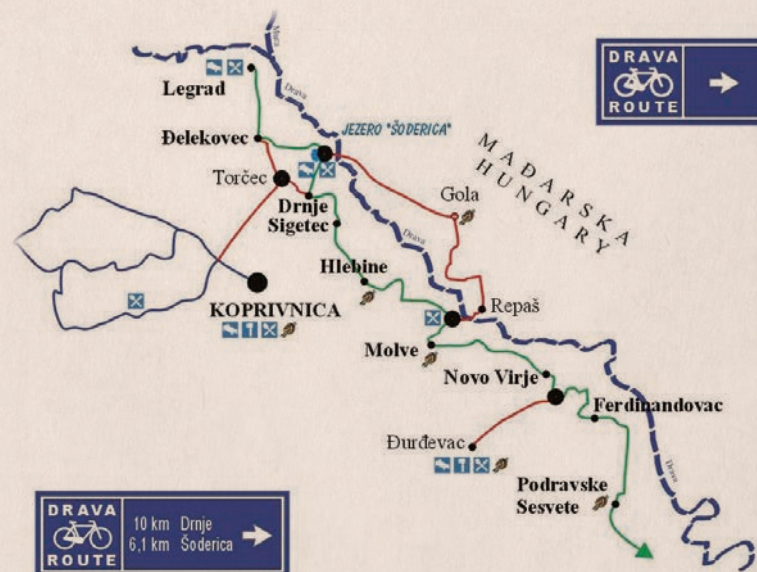 Mura
Drava
DRAVA
ROUTE
Legrad
JEZERO "ŠODERICA"
Đelekovec
MAĐARSKA
HUNGARY
Torčec
Gola
Drnje
Sigetec
Drava
Hlebine
KOPRIVNICA
Repaš
Molve
Novo Virje
Ferdinandovac
Đurđevac
Drava
Podravske
Sesvete
DRAVA
ROUTE
10 km Drnje
6,1 km Šoderica